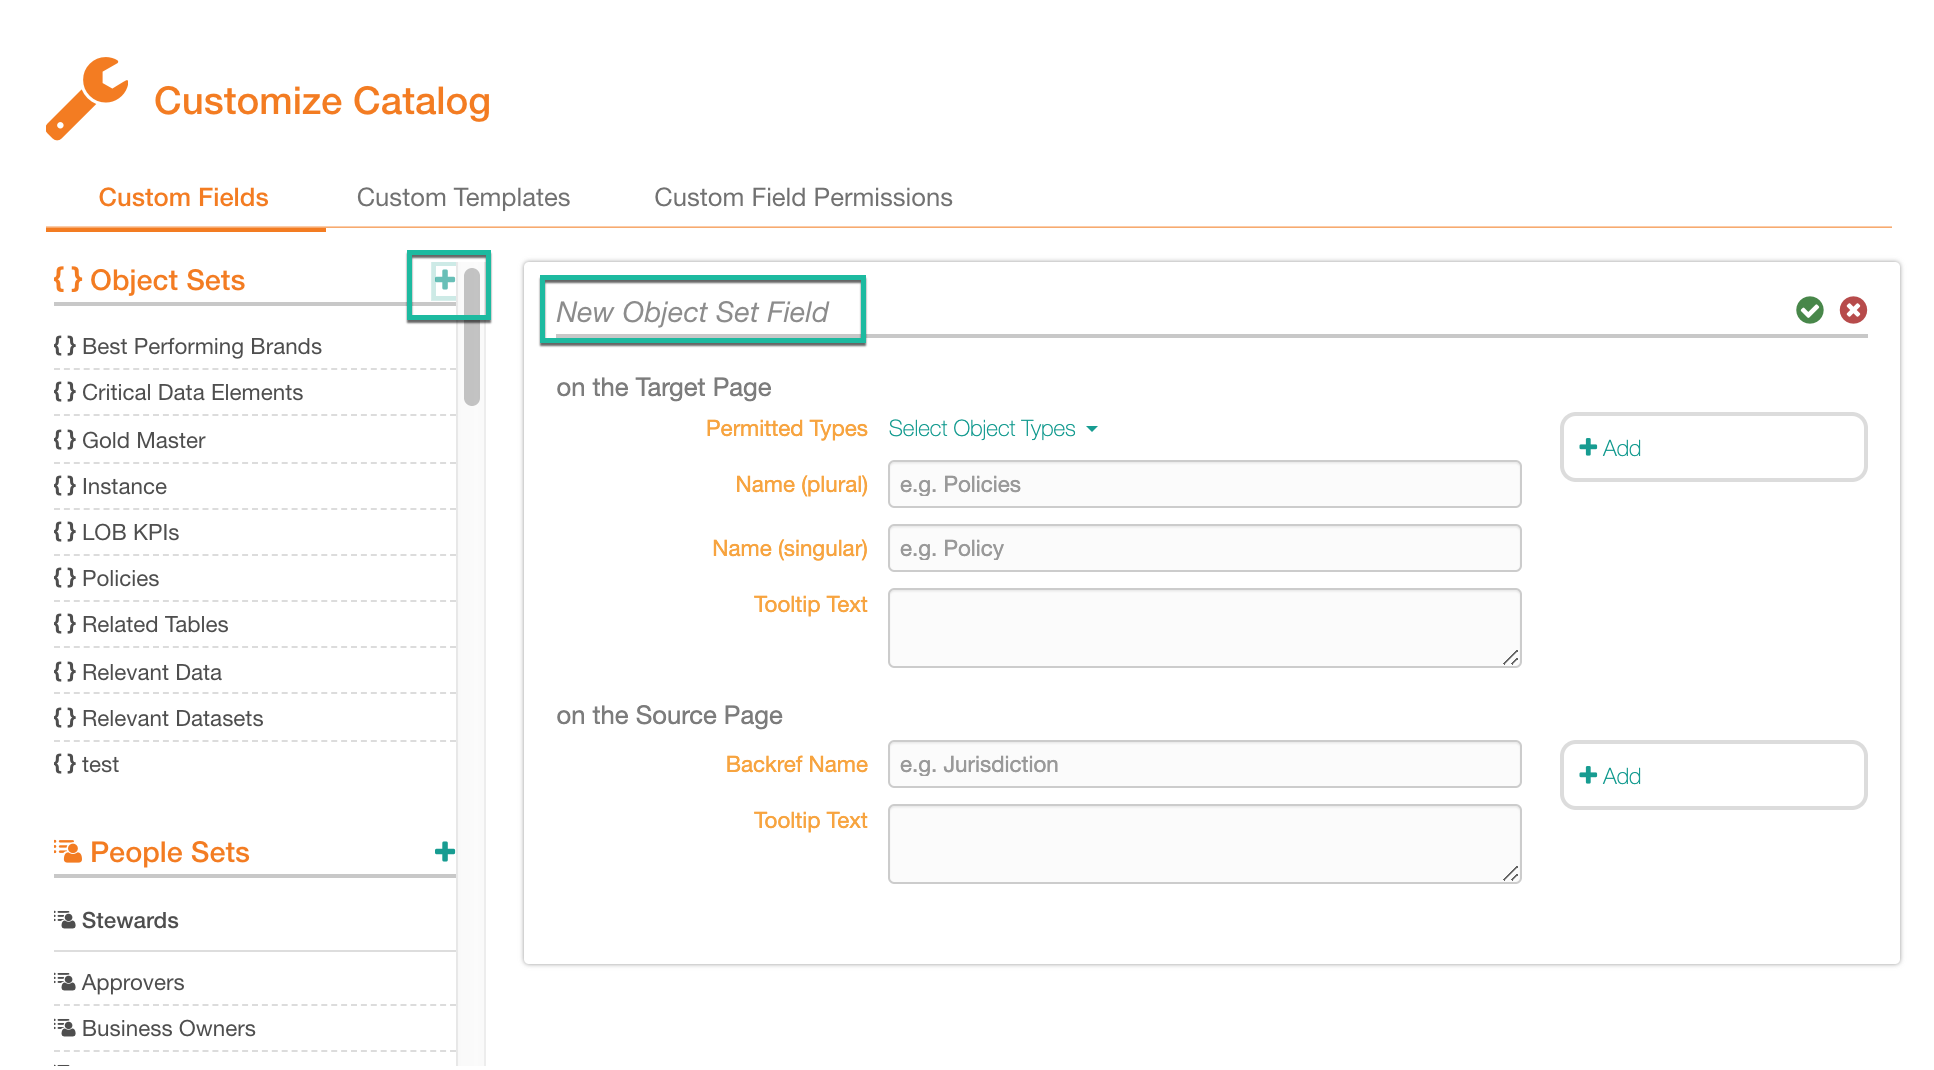 Customize Catalog
Custom Fields
Custom Templates
Custom Field Permissions
{ } Object Sets
{ } Best Performing Brands
{ } Critical Data Elements
{ } Gold Master
{ } Instance
{ } LOB KPIs
{ } Policies
{ } Related Tables
{ } Relevant Data
{ } Relevant Datasets
{ } test
People Sets
Stewards
Approvers
Business Owners
New Object Set Field
on the Target Page
Permitted Types
Select Object Types
Name (plural)
e.g. Policies
Name (singular)
e.g. Policy
Tooltip Text
Add
on the Source Page
Backref Name
e.g. Jurisdiction
Tooltip Text
Add